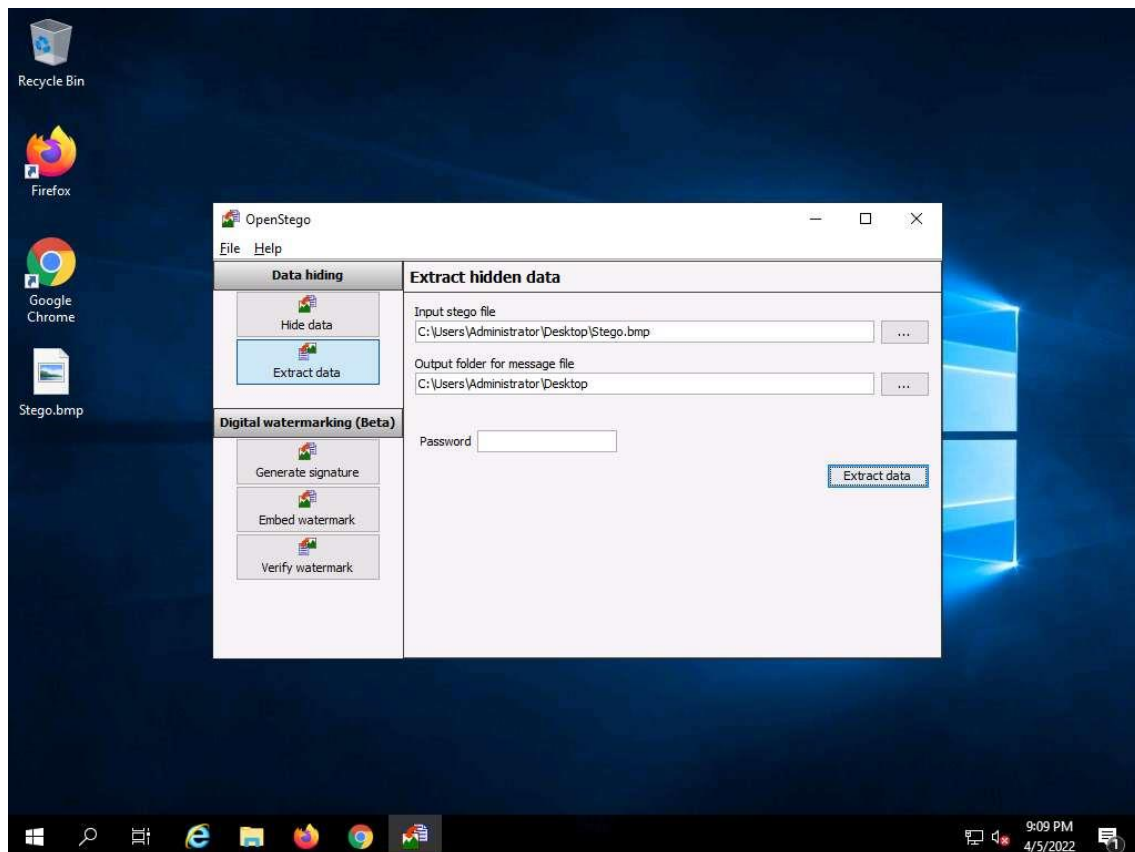 Recycle Bin
Firefox
Google
Chrome
Stego.bmp
OpenStego
File Help
Data hiding
Hide data
Extract data
Digital watermarking (Beta)
Generate signature
Embed watermark
Verify watermark
Extract hidden data
Input stego file
C:\Users\Administrator\Desktop\Stego.bmp
...
Output folder for message file
C:\Users\Administrator\Desktop
...
Password
Extract data
9:09 PM
4/5/2022
1